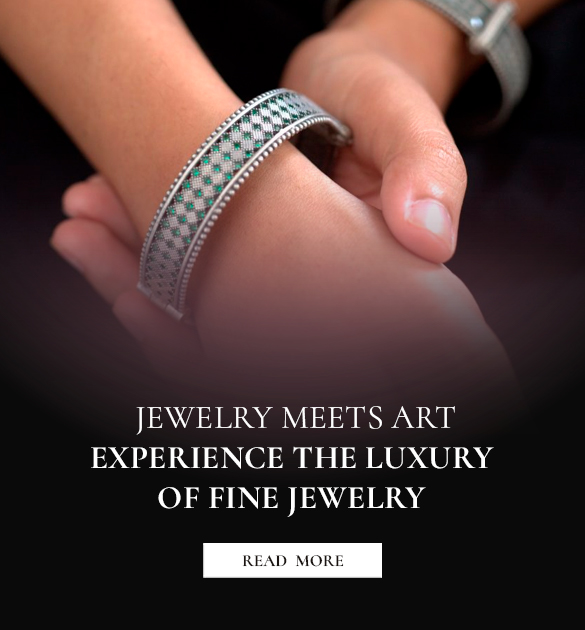 JEWELRY MEETS ART
EXPERIENCE THE LUXURY
OF FINE JEWELRY
READ MORE